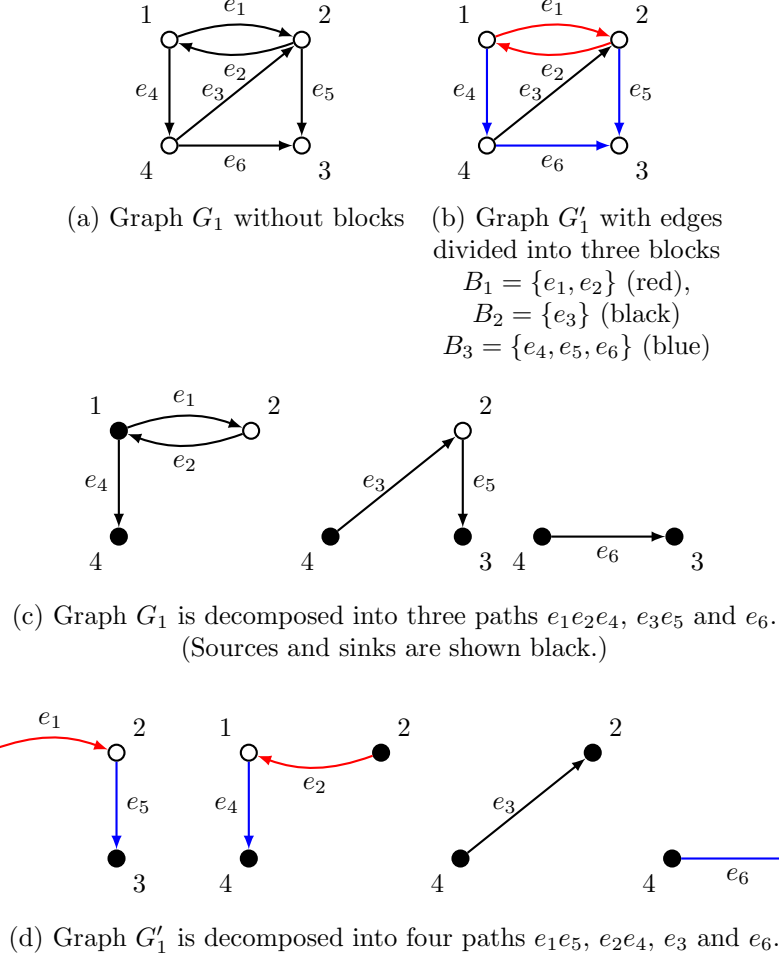 1 e₁ 2 1 e₁ 2
e₂ e₂
e₄ e₃ e₅ e₄ e₃ e₅
4 e₆ 3 4 e₆ 3
(a) Graph G₁ without blocks
(b) Graph G′₁ with edges
divided into three blocks
B₁ = {e₁, e₂} (red),
B₂ = {e₃} (black)
B₃ = {e₄, e₅, e₆} (blue)
1 e₁ 2 2
e₂
e₄ e₃ e₅
4 4 3 4 e₆ 3
(c) Graph G₁ is decomposed into three paths e₁e₂e₄, e₃e₅ and e₆.
(Sources and sinks are shown black.)
e₁ 2 1 2 2
e₂
e₅ e₄ e₃
3 4 4 4 e₆
(d) Graph G′₁ is decomposed into four paths e₁e₅, e₂e₄, e₃ and e₆.